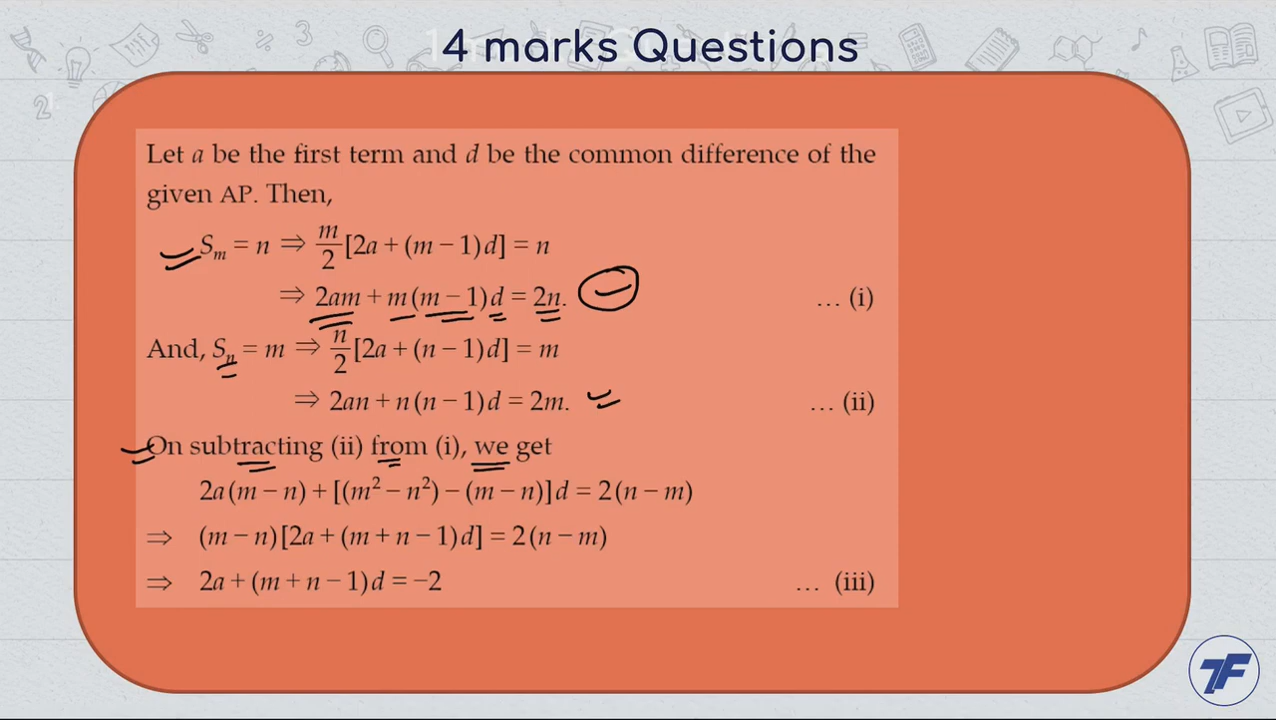 4 marks Questions
Let a be the first term and d be the common difference of the
given AP. Then,
Sₘ = n ⇒ m/2 [2a + (m − 1)d] = n
⇒ 2am + m(m − 1)d = 2n. … (i)
And, Sₙ = m ⇒ n/2 [2a + (n − 1)d] = m
⇒ 2an + n(n − 1)d = 2m. … (ii)
On subtracting (ii) from (i), we get
2a(m − n) + [(m² − n²) − (m − n)]d = 2(n − m)
⇒ (m − n)[2a + (m + n − 1)d] = 2(n − m)
⇒ 2a + (m + n − 1)d = −2 … (iii)